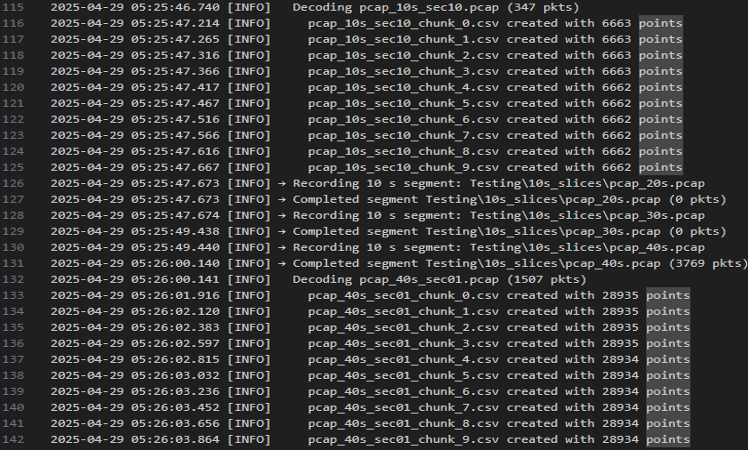 115 2025-04-29 05:25:46.740 [INFO] Decoding pcap_10s_sec10.pcap (347 pkts)
116 2025-04-29 05:25:47.214 [INFO] pcap_10s_sec10_chunk_0.csv created with 6663 points
117 2025-04-29 05:25:47.265 [INFO] pcap_10s_sec10_chunk_1.csv created with 6663 points
118 2025-04-29 05:25:47.316 [INFO] pcap_10s_sec10_chunk_2.csv created with 6663 points
119 2025-04-29 05:25:47.366 [INFO] pcap_10s_sec10_chunk_3.csv created with 6663 points
120 2025-04-29 05:25:47.417 [INFO] pcap_10s_sec10_chunk_4.csv created with 6662 points
121 2025-04-29 05:25:47.467 [INFO] pcap_10s_sec10_chunk_5.csv created with 6662 points
122 2025-04-29 05:25:47.516 [INFO] pcap_10s_sec10_chunk_6.csv created with 6662 points
123 2025-04-29 05:25:47.566 [INFO] pcap_10s_sec10_chunk_7.csv created with 6662 points
124 2025-04-29 05:25:47.616 [INFO] pcap_10s_sec10_chunk_8.csv created with 6662 points
125 2025-04-29 05:25:47.667 [INFO] pcap_10s_sec10_chunk_9.csv created with 6662 points
126 2025-04-29 05:25:47.673 [INFO] → Recording 10 s segment: Testing\10s_slices\pcap_20s.pcap
127 2025-04-29 05:25:47.673 [INFO] → Completed segment Testing\10s_slices\pcap_20s.pcap (0 pkts)
128 2025-04-29 05:25:47.674 [INFO] → Recording 10 s segment: Testing\10s_slices\pcap_30s.pcap
129 2025-04-29 05:25:49.438 [INFO] → Completed segment Testing\10s_slices\pcap_30s.pcap (0 pkts)
130 2025-04-29 05:25:49.440 [INFO] → Recording 10 s segment: Testing\10s_slices\pcap_40s.pcap
131 2025-04-29 05:26:00.140 [INFO] → Completed segment Testing\10s_slices\pcap_40s.pcap (3769 pkts)
132 2025-04-29 05:26:00.141 [INFO] Decoding pcap_40s_sec01.pcap (1507 pkts)
133 2025-04-29 05:26:01.916 [INFO] pcap_40s_sec01_chunk_0.csv created with 28935 points
134 2025-04-29 05:26:02.120 [INFO] pcap_40s_sec01_chunk_1.csv created with 28935 points
135 2025-04-29 05:26:02.383 [INFO] pcap_40s_sec01_chunk_2.csv created with 28935 points
136 2025-04-29 05:26:02.597 [INFO] pcap_40s_sec01_chunk_3.csv created with 28935 points
137 2025-04-29 05:26:02.815 [INFO] pcap_40s_sec01_chunk_4.csv created with 28934 points
138 2025-04-29 05:26:03.032 [INFO] pcap_40s_sec01_chunk_5.csv created with 28934 points
139 2025-04-29 05:26:03.236 [INFO] pcap_40s_sec01_chunk_6.csv created with 28934 points
140 2025-04-29 05:26:03.452 [INFO] pcap_40s_sec01_chunk_7.csv created with 28934 points
141 2025-04-29 05:26:03.656 [INFO] pcap_40s_sec01_chunk_8.csv created with 28934 points
142 2025-04-29 05:26:03.864 [INFO] pcap_40s_sec01_chunk_9.csv created with 28934 points